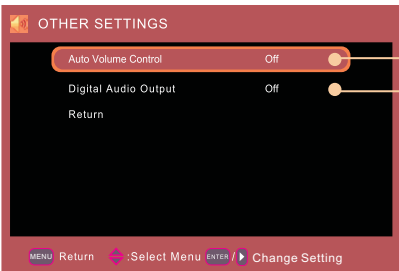 OTHER SETTINGS
Auto Volume Control Off
Digital Audio Output Off
Return
MENU Return :Select Menu ENTER / Change Setting